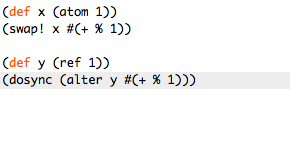 (def x (atom 1))
(swap! x #(+ % 1))
(def y (ref 1))
(dosync (alter y #(+ % 1)))